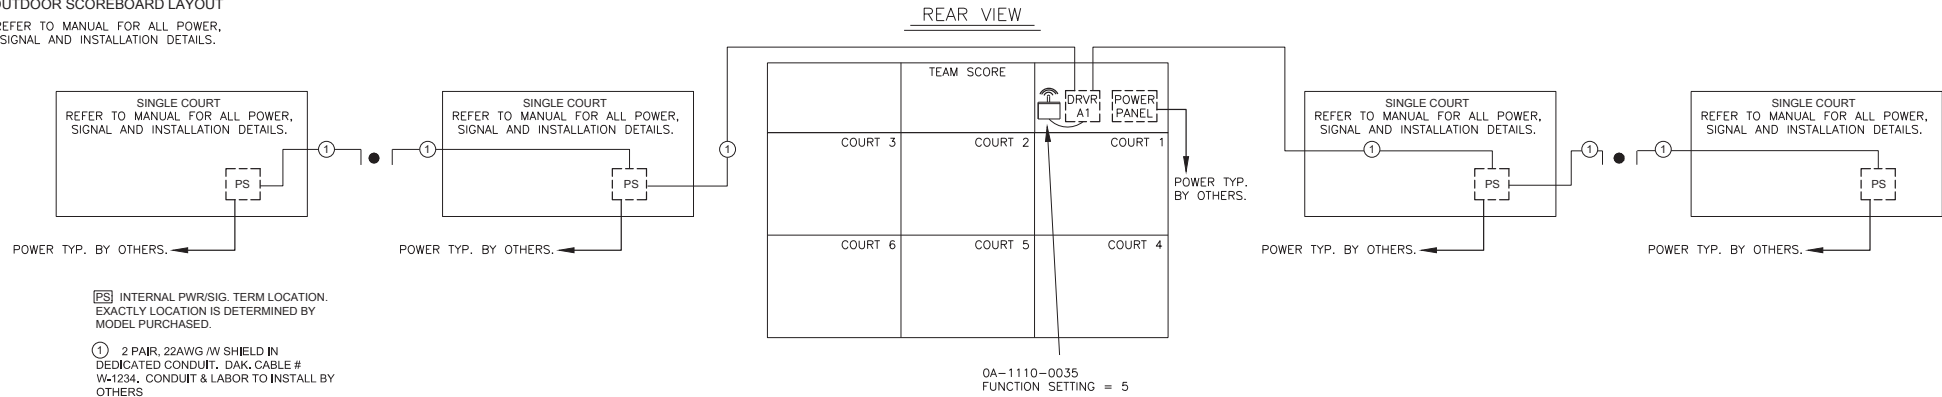 OUTDOOR SCOREBOARD LAYOUT
REFER TO MANUAL FOR ALL POWER,
SIGNAL AND INSTALLATION DETAILS.
REAR VIEW
SINGLE COURT
REFER TO MANUAL FOR ALL POWER,
SIGNAL AND INSTALLATION DETAILS.
PS
1
POWER TYP. BY OTHERS.
SINGLE COURT
REFER TO MANUAL FOR ALL POWER,
SIGNAL AND INSTALLATION DETAILS.
1
PS
POWER TYP. BY OTHERS.
1
TEAM SCORE
DRVR
A1
POWER
PANEL
COURT 3
COURT 2
COURT 1
COURT 6
COURT 5
COURT 4
POWER TYP.
BY OTHERS.
0A-1110-0035
FUNCTION SETTING = 5
SINGLE COURT
REFER TO MANUAL FOR ALL POWER,
SIGNAL AND INSTALLATION DETAILS.
1
PS
1
POWER TYP. BY OTHERS.
SINGLE COURT
REFER TO MANUAL FOR ALL POWER,
SIGNAL AND INSTALLATION DETAILS.
1
PS
POWER TYP. BY OTHERS.
PS INTERNAL PWR/SIG. TERM LOCATION.
EXACTLY LOCATION IS DETERMINED BY
MODEL PURCHASED.
1 2 PAIR, 22AWG /W SHIELD IN
DEDICATED CONDUIT. DAK. CABLE #
W-1234. CONDUIT & LABOR TO INSTALL BY
OTHERS